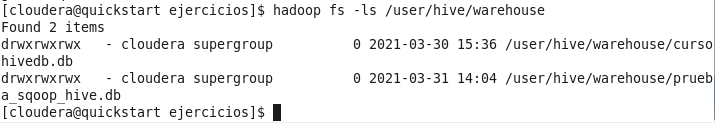 [cloudera@quickstart ejercicios]$ hadoop fs -ls /user/hive/warehouse
Found 2 items
drwxrwxrwx   - cloudera supergroup          0 2021-03-30 15:36 /user/hive/warehouse/curso
hivedb.db
drwxrwxrwx   - cloudera supergroup          0 2021-03-31 14:04 /user/hive/warehouse/prueb
a_sqoop_hive.db
[cloudera@quickstart ejercicios]$